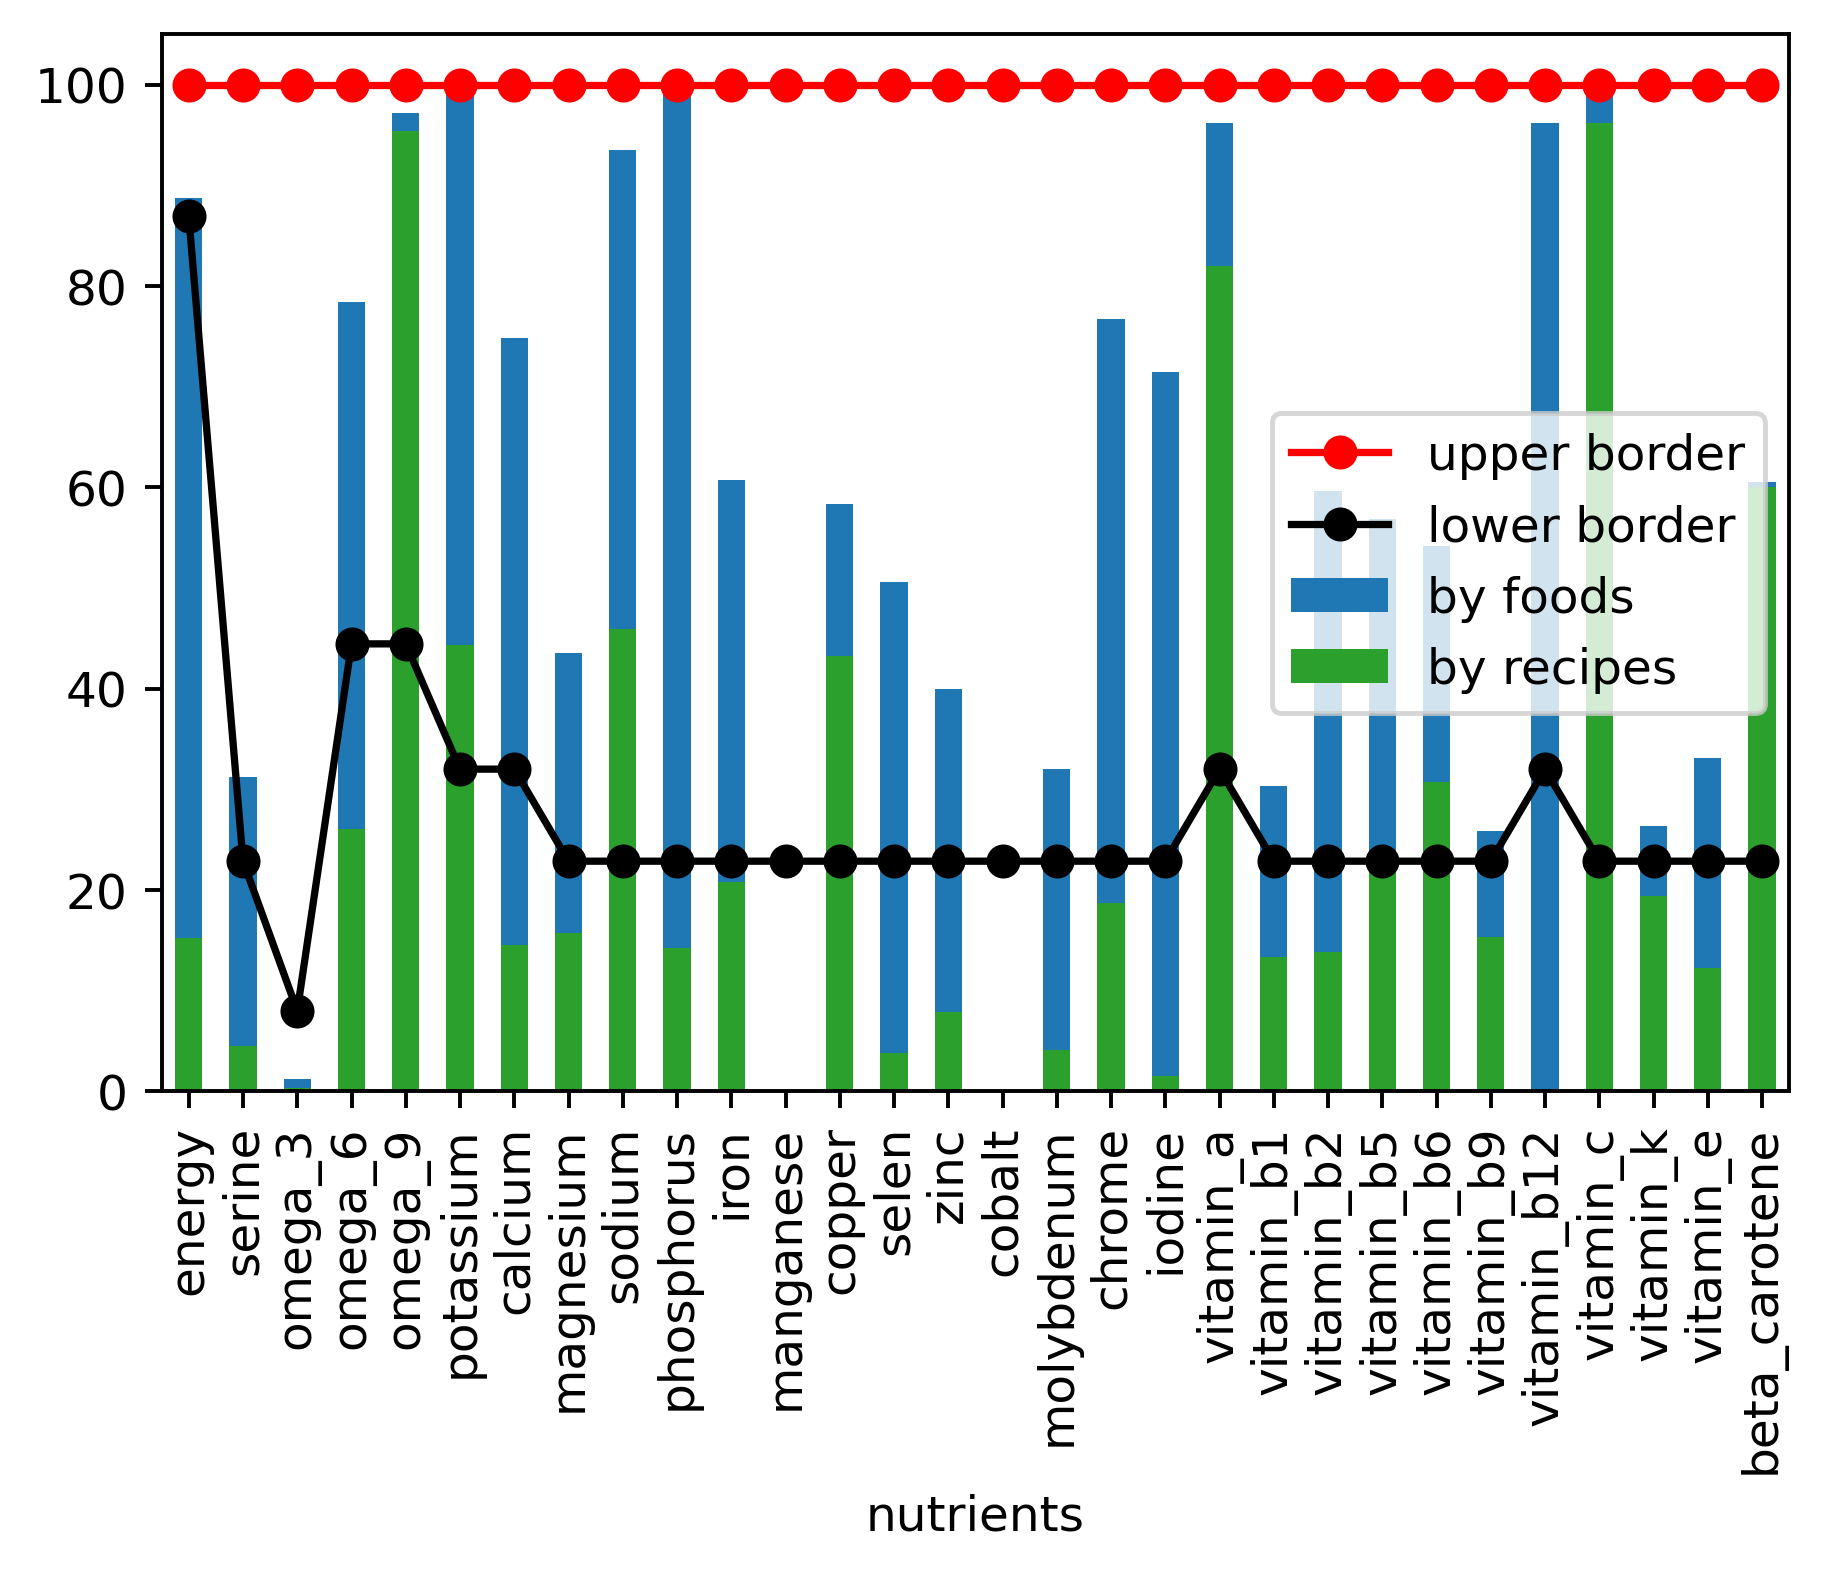 100
80
60
40
20
0
upper border
lower border
by foods
by recipes
energy
serine
omega_3
omega_6
omega_9
potassium
calcium
magnesium
sodium
phosphorus
iron
manganese
copper
selen
zinc
cobalt
molybdenum
chrome
iodine
vitamin_a
vitamin_b1
vitamin_b2
vitamin_b5
vitamin_b6
vitamin_b9
vitamin_b12
vitamin_c
vitamin_k
vitamin_e
beta_carotene
nutrients